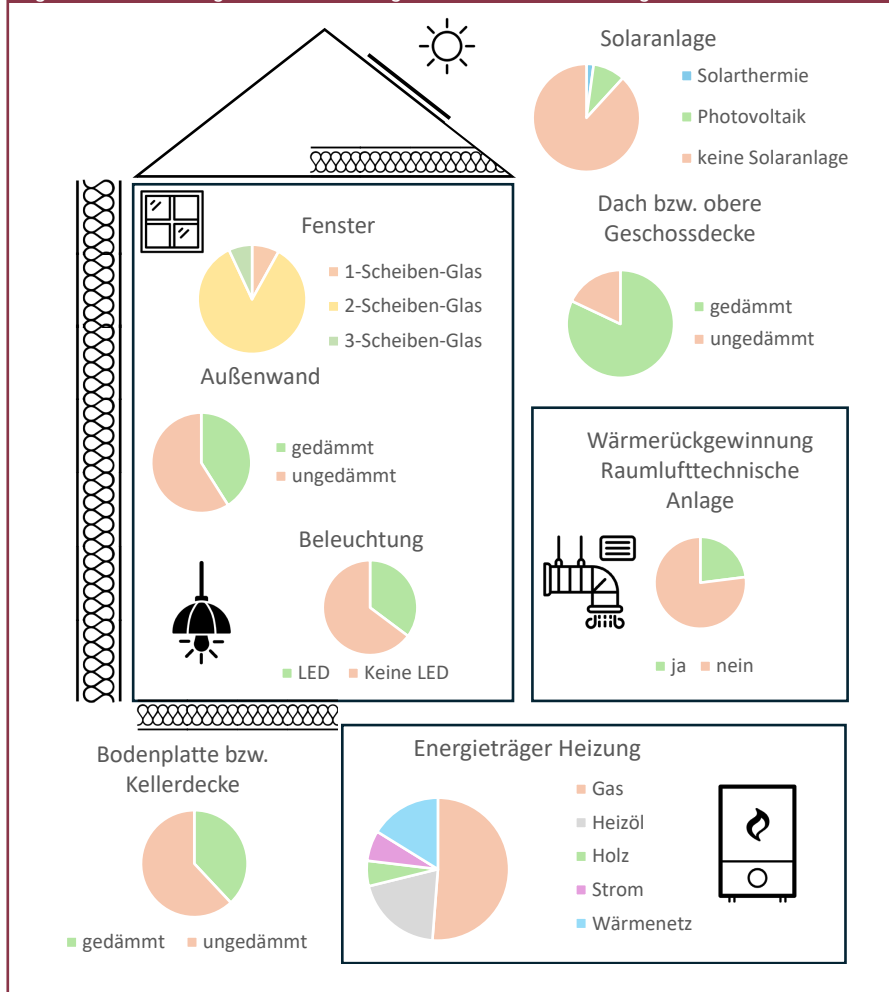 Solaranlage
Solarthermie
Photovoltaik
keine Solaranlage
Dach bzw. obere
Geschossdecke
gedämmt
ungedämmt
Fenster
1-Scheiben-Glas
2-Scheiben-Glas
3-Scheiben-Glas
Außenwand
gedämmt
ungedämmt
Wärmerückgewinnung
Raumlufttechnische
Anlage
ja nein
Beleuchtung
LED Keine LED
Bodenplatte bzw.
Kellerdecke
gedämmt ungedämmt
Energieträger Heizung
Gas
Heizöl
Holz
Strom
Wärmenetz